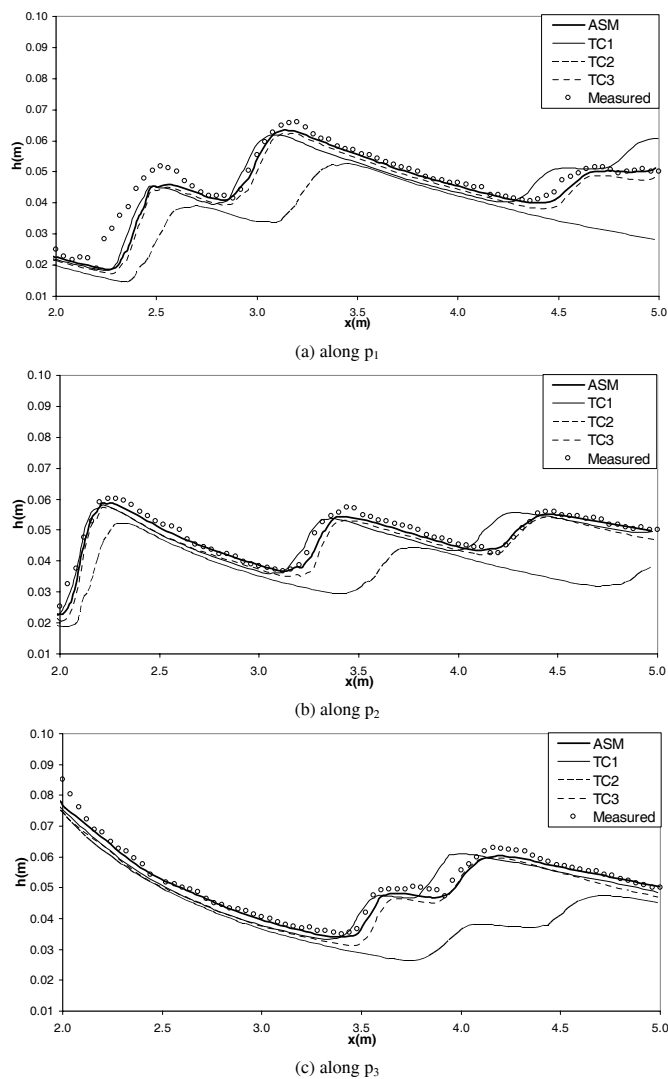 0.10
0.09
0.08
0.07
0.06
0.05
0.04
0.03
0.02
0.01
h(m)
2.0 2.5 3.0 3.5 4.0 4.5 5.0
x(m)
ASM
TC1
TC2
TC3
Measured
(a) along p1
0.10
0.09
0.08
0.07
0.06
0.05
0.04
0.03
0.02
0.01
h(m)
2.0 2.5 3.0 3.5 4.0 4.5 5.0
x(m)
ASM
TC1
TC2
TC3
Measured
(b) along p2
0.10
0.09
0.08
0.07
0.06
0.05
0.04
0.03
0.02
0.01
h(m)
2.0 2.5 3.0 3.5 4.0 4.5 5.0
x(m)
ASM
TC1
TC2
TC3
Measured
(c) along p3